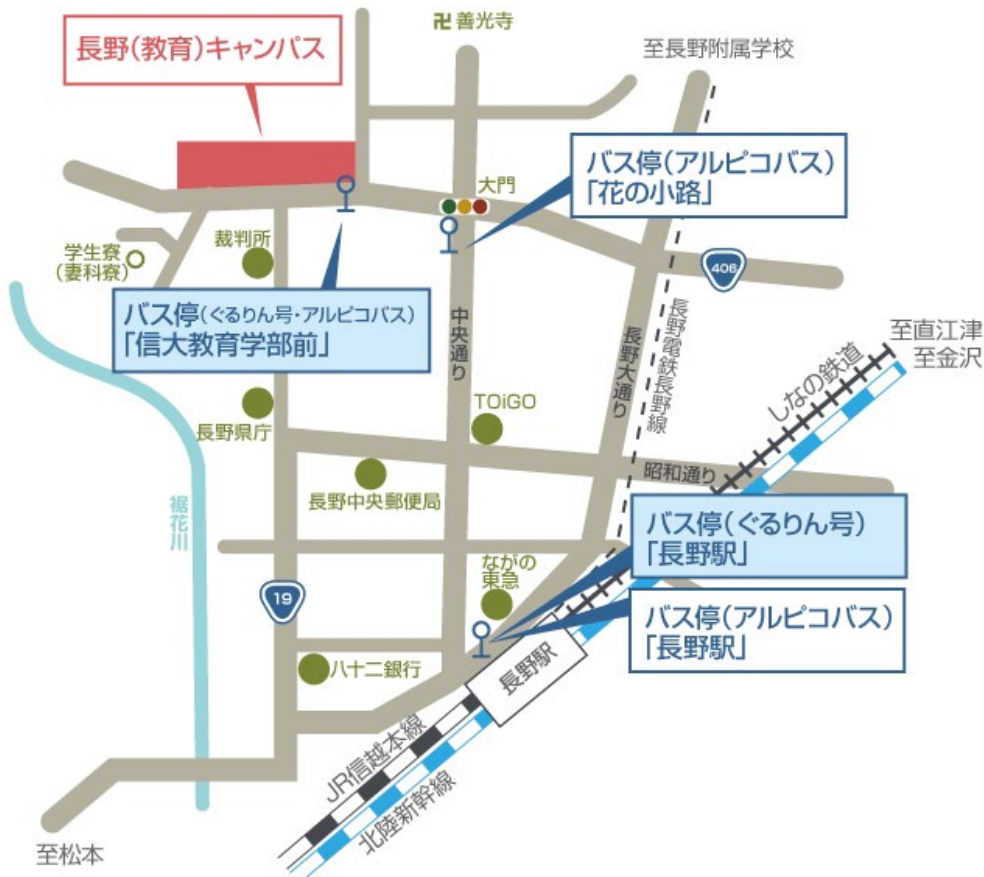 卍善光寺
長野(教育)キャンパス
至長野附属学校
バス停(アルピコバス)
「花の小路」
大門
裁判所
学生寮
(妻科寮)
406
バス停(ぐるりん号・アルピコバス)
「信大教育学部前」
中央通り
長野大通り
長野電鉄長野線
至直江津
至金沢
しなの鉄道
TOiGO
長野県庁
昭和通り
長野中央郵便局
裾花川
バス停(ぐるりん号)
「長野駅」
ながの
東急
19
バス停(アルピコバス)
「長野駅」
八十二銀行
長野駅
JR信越本線
北陸新幹線
至松本